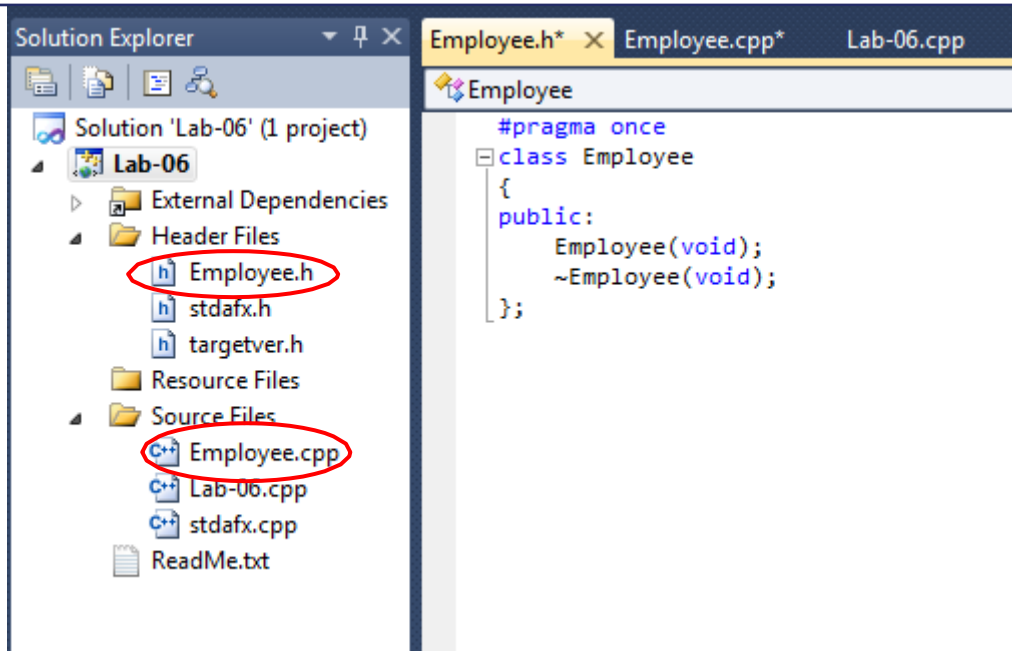 Solution Explorer
Solution 'Lab-06' (1 project)
Lab-06
External Dependencies
Header Files
Employee.h
stdafx.h
targetver.h
Resource Files
Source Files
Employee.cpp
Lab-06.cpp
stdafx.cpp
ReadMe.txt
Employee.h* Employee.cpp* Lab-06.cpp
Employee
#pragma once
class Employee
{
public:
    Employee(void);
    ~Employee(void);
};